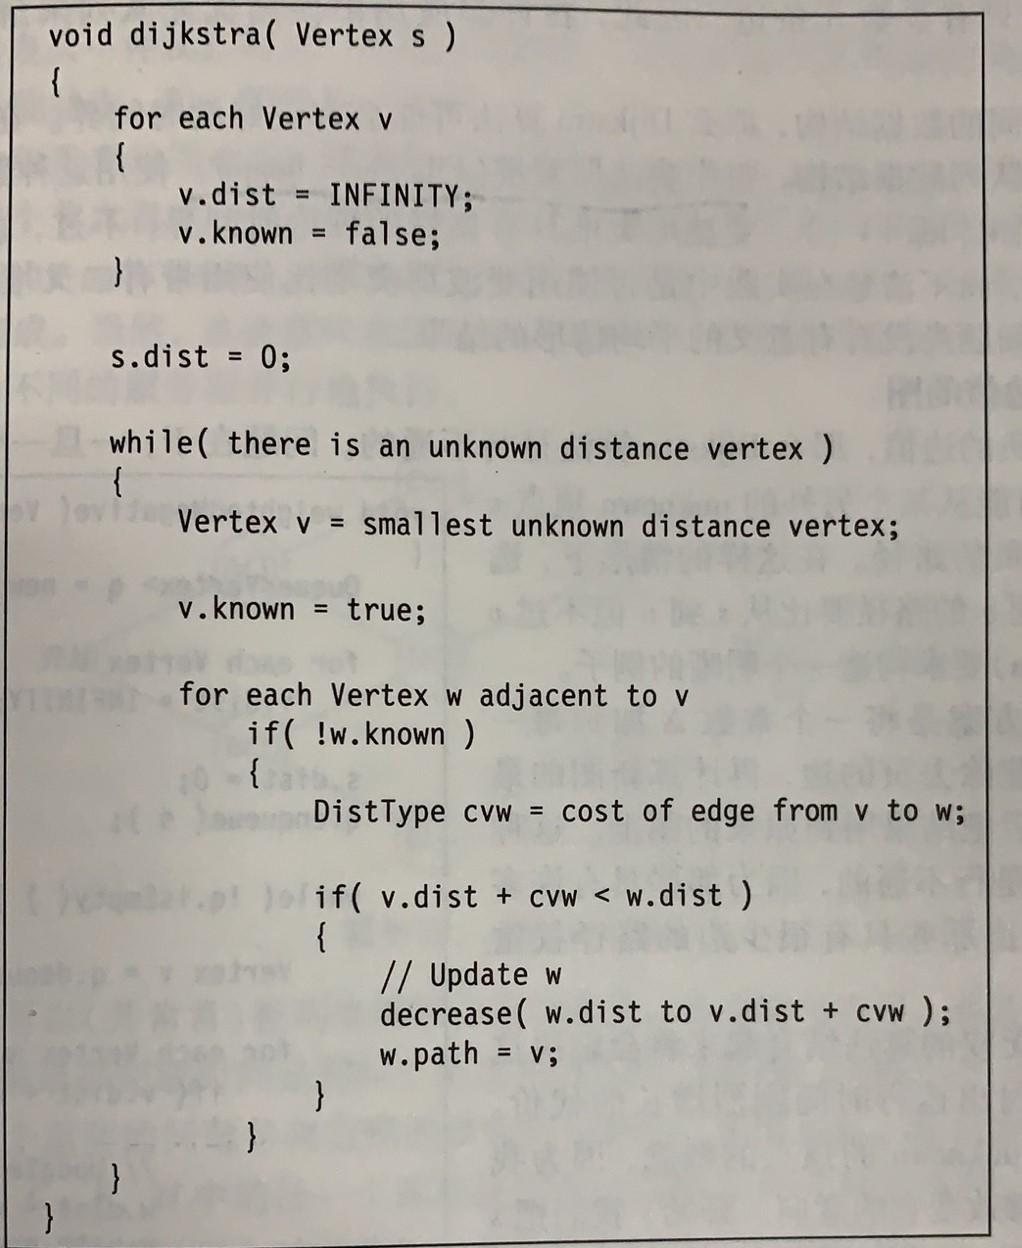 void dijkstra( Vertex s )
{
    for each Vertex v
    {
        v.dist = INFINITY;
        v.known = false;
    }

    s.dist = 0;

    while( there is an unknown distance vertex )
    {
        Vertex v = smallest unknown distance vertex;

        v.known = true;

        for each Vertex w adjacent to v
            if( !w.known )
            {
                DistType cvw = cost of edge from v to w;

                if( v.dist + cvw < w.dist )
                {
                    // Update w
                    decrease( w.dist to v.dist + cvw );
                    w.path = v;
                }
            }
    }
}